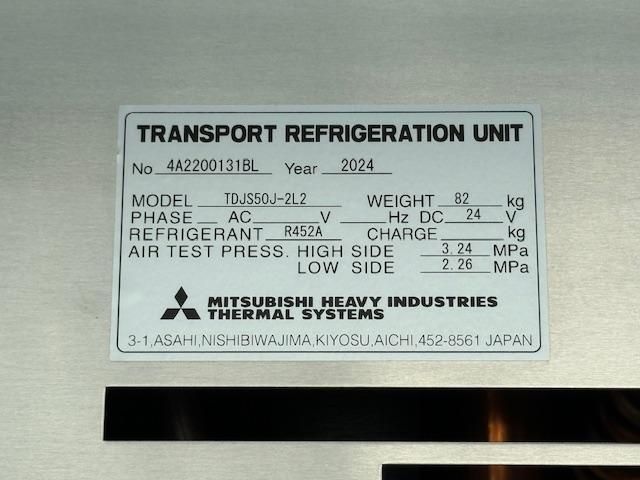 TRANSPORT REFRIGERATION UNIT
No 4A2200131BL Year 2024
MODEL TDJS50J-2L2 WEIGHT 82 kg
PHASE AC V Hz DC 24 V
REFRIGERANT R452A CHARGE kg
AIR TEST PRESS. HIGH SIDE 3.24 MPa
LOW SIDE 2.26 MPa
MITSUBISHI HEAVY INDUSTRIES
THERMAL SYSTEMS
3-1,ASAHI,NISHIBIWAJIMA,KIYOSU,AICHI,452-8561 JAPAN